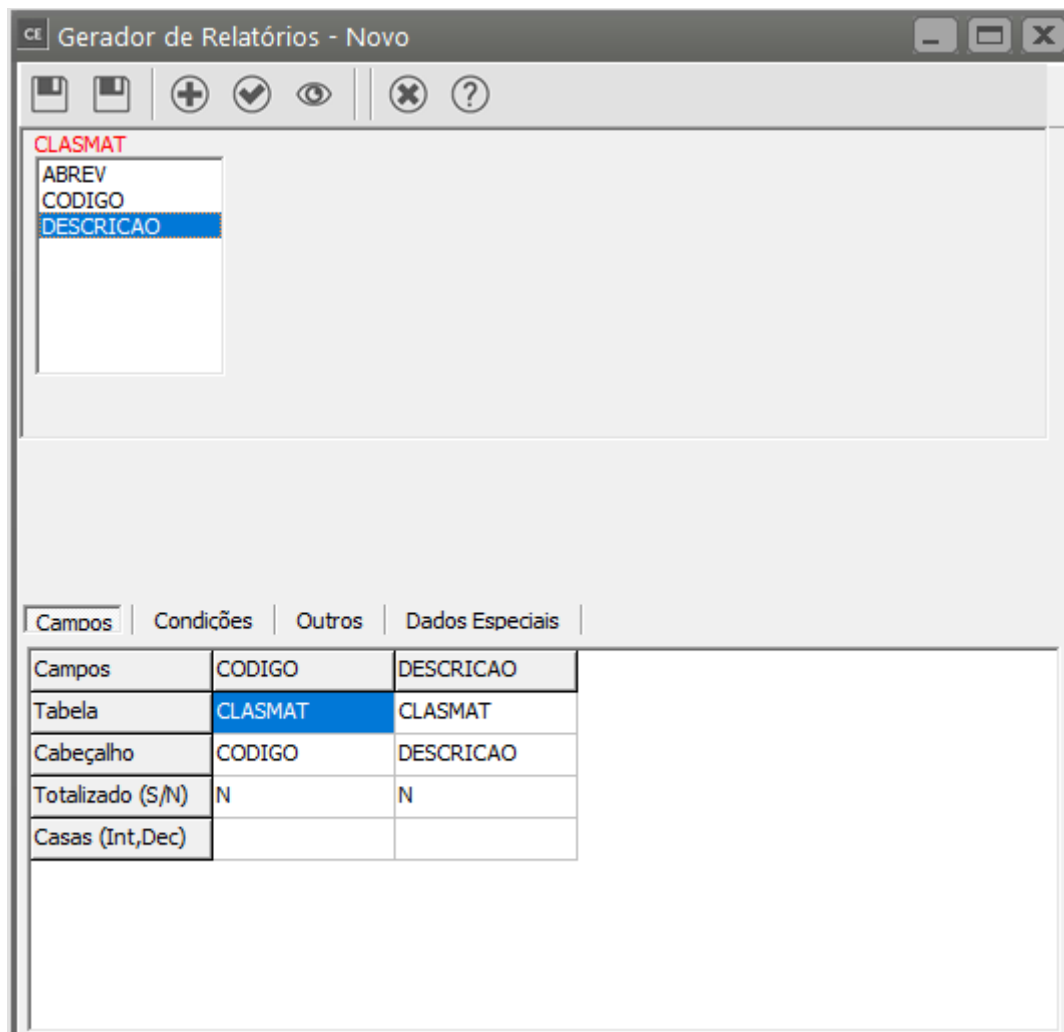 CE Gerador de Relatórios - Novo
CLASMAT
ABREV
CODIGO
DESCRICAO
Campos Condições Outros Dados Especiais
Campos CODIGO DESCRICAO
Tabela CLASMAT CLASMAT
Cabeçalho CODIGO DESCRICAO
Totalizado (S/N) N N
Casas (Int,Dec)